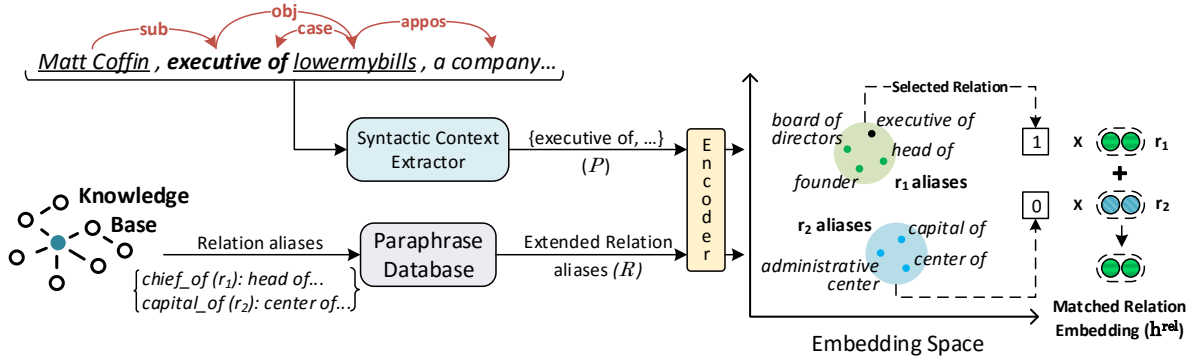 sub
obj
case
appos
Matt Coffin , executive of lowermybills , a company…
Syntactic Context
Extractor
{executive of, …}
(P)
Knowledge
Base
Relation aliases
{chief_of (r1): head of…
capital_of (r2): center of…}
Paraphrase
Database
Extended Relation
aliases (R)
Encoder
Selected Relation
board of
directors
executive of
head of
founder
r1 aliases
r2 aliases
capital of
center of
administrative
center
Embedding Space
1 x r1
+
0 x r2
Matched Relation
Embedding (h^rel)